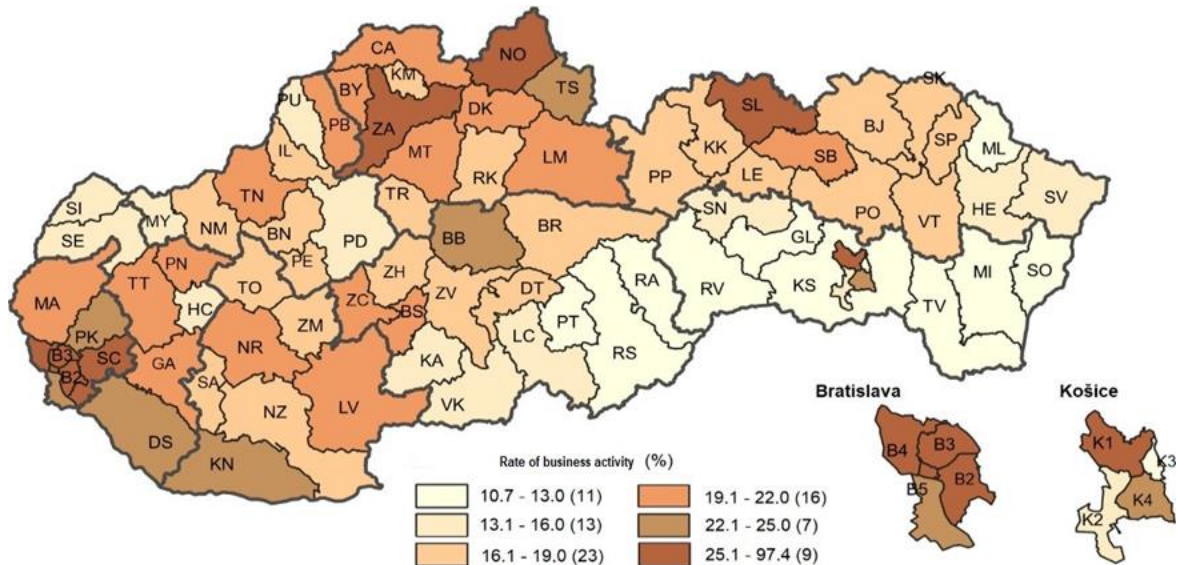 NO
CA
KM
TS
PU
BY
SK
SL
PB
ZA
DK
BJ
SP
ML
IL
MT
LM
KK
SB
RK
PP
LE
TN
TR
SI
MY
NM
SN
PO
VT
HE
SV
SE
BN
PD
BB
BR
GL
PN
PE
ZH
MA
TT
TO
ZC
ZV
DT
RA
RV
KS
MI
SO
HC
ZM
BS
PT
TV
PK
B3
SC
GA
NR
KA
LC
RS
B2
SA
NZ
LV
VK
DS
KN
Bratislava
Košice
B4
B3
B2
B5
K1
K3
K4
K2
Rate of business activity (%)
10.7 - 13.0 (11)
19.1 - 22.0 (16)
13.1 - 16.0 (13)
22.1 - 25.0 (7)
16.1 - 19.0 (23)
25.1 - 97.4 (9)